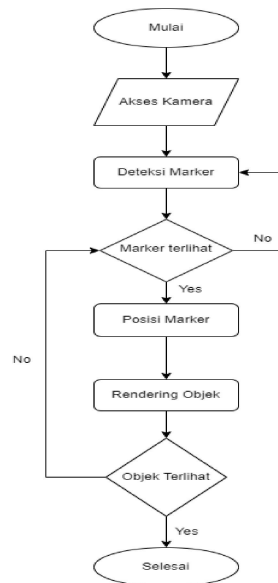 Mulai
Akses Kamera
Deteksi Marker
Marker terlihat
No
Yes
Posisi Marker
No
Rendering Objek
Objek Terlihat
Yes
Selesai